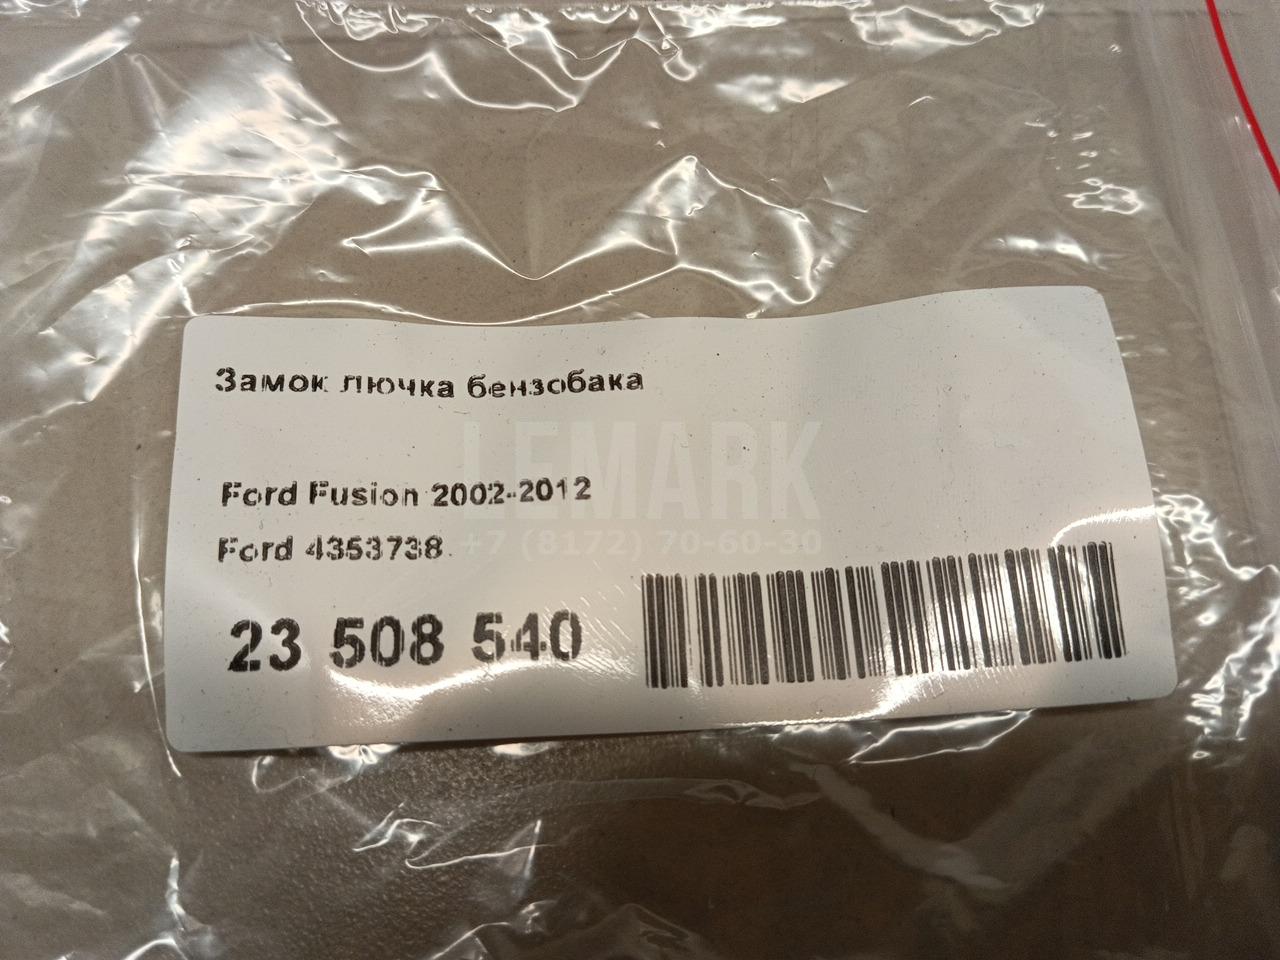 Замок лючка бензобака
LEMARK
Ford Fusion 2002-2012
Ford 4353738
+7 (8172) 70-60-30
23 508 540